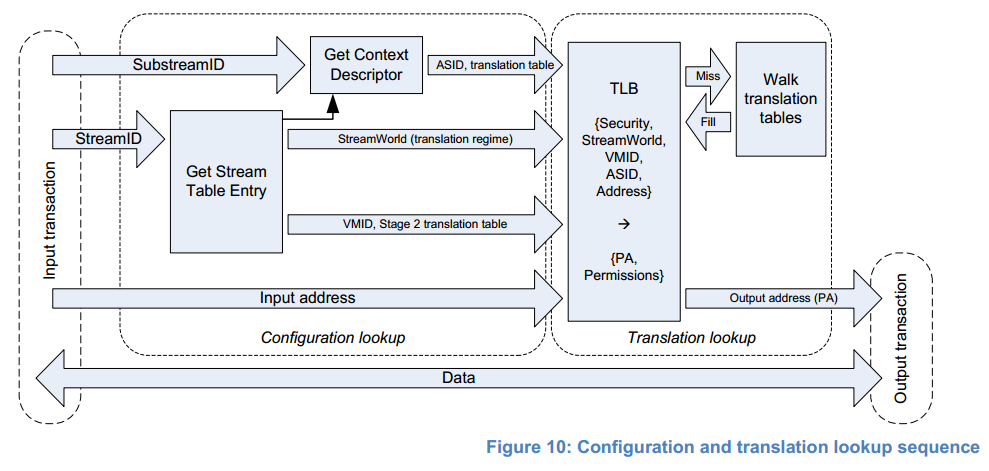 SubstreamID
Get Context
Descriptor
ASID, translation table
StreamID
Get Stream
Table Entry
StreamWorld (translation regime)
VMID, Stage 2 translation table
Input address
Configuration lookup
TLB
{Security,
StreamWorld,
VMID,
ASID,
Address}
→
{PA,
Permissions}
Miss
Fill
Walk
translation
tables
Output address (PA)
Translation lookup
Input transaction
Output transaction
Data
Figure 10: Configuration and translation lookup sequence